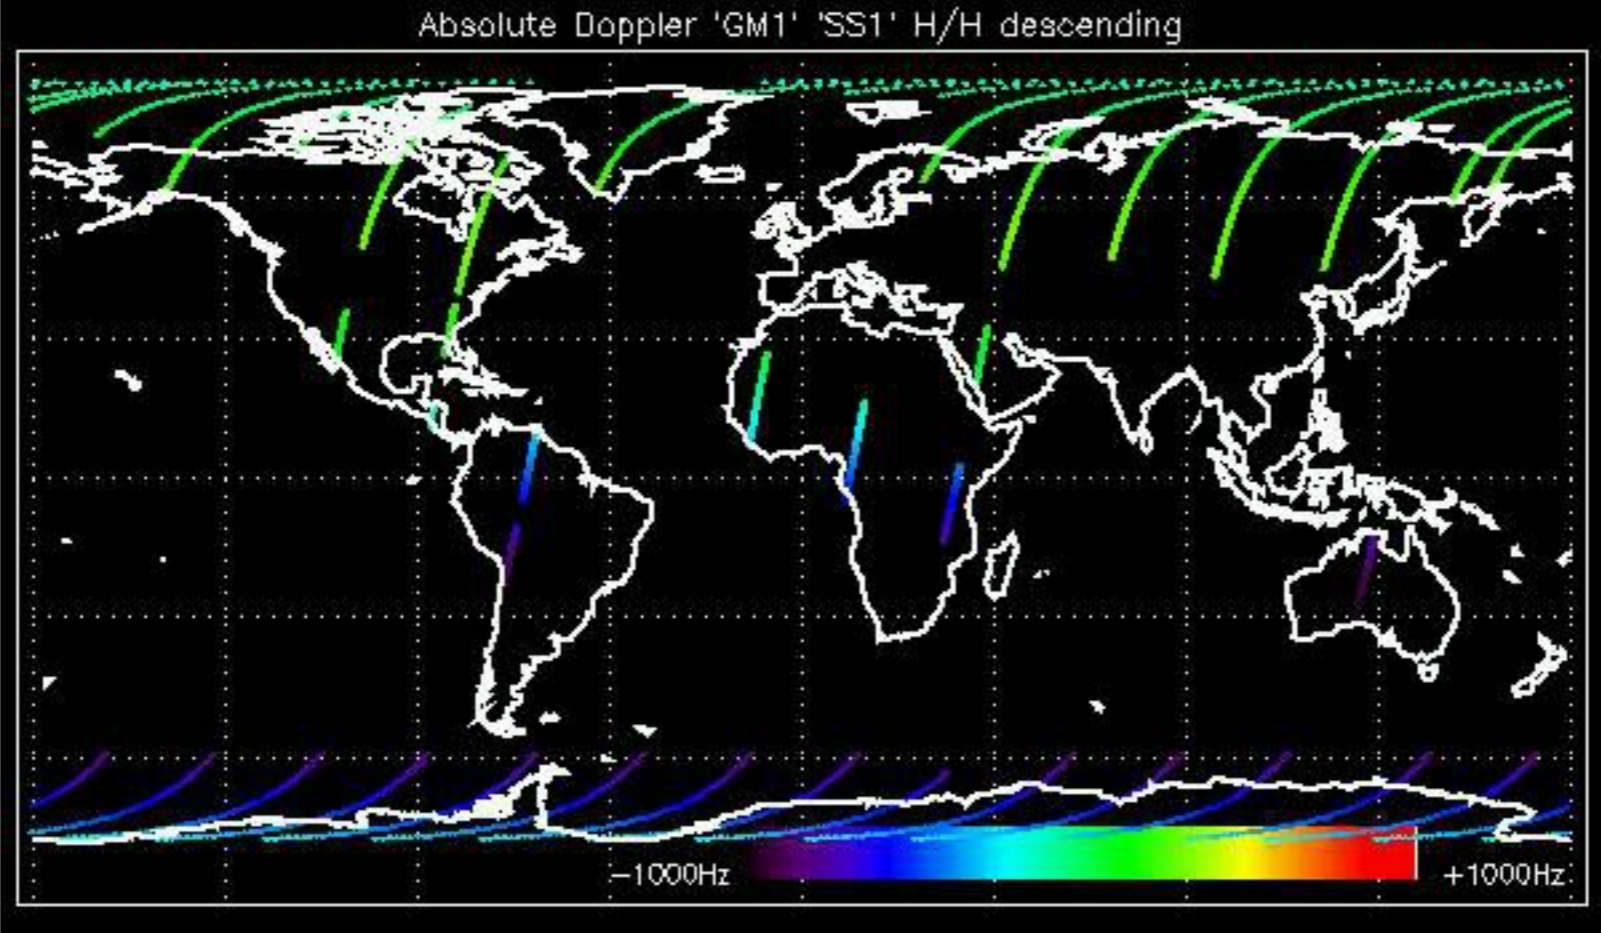 Absolute Doppler 'GM1' 'SS1' H/H descending
−1000Hz +1000Hz